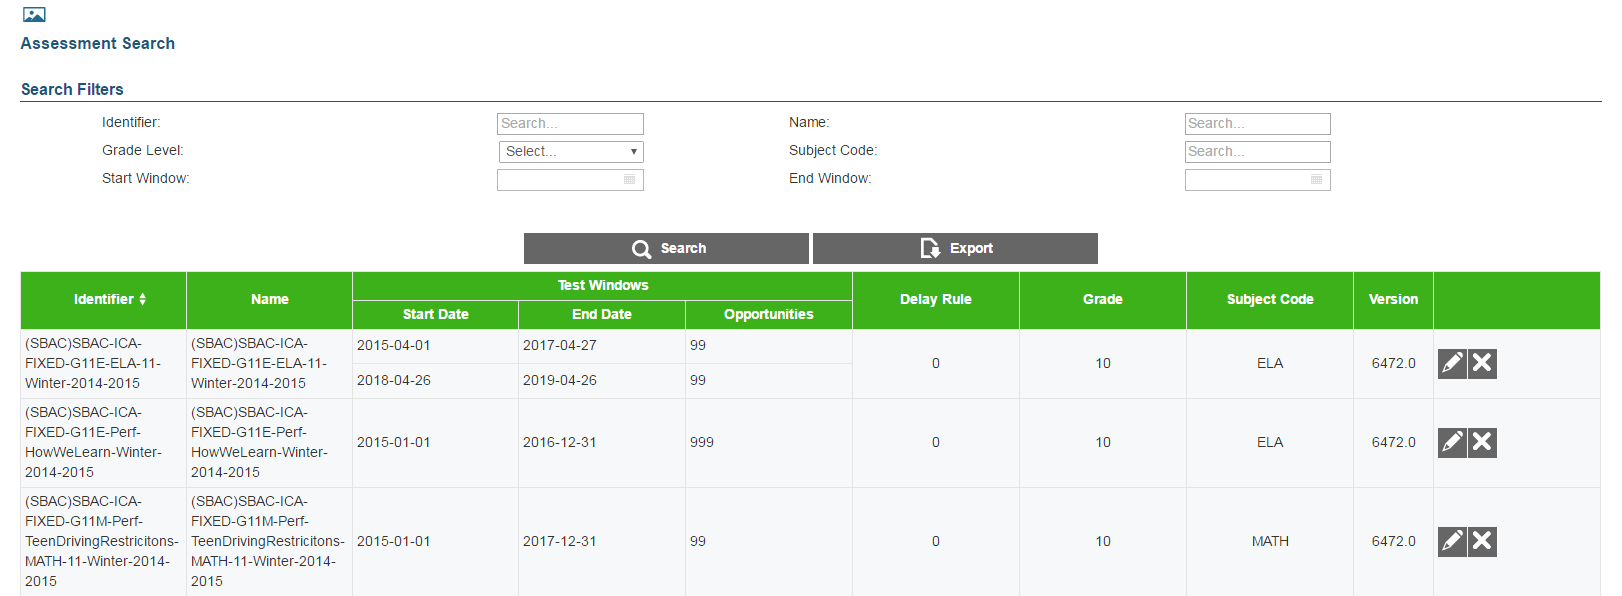 Assessment Search
Search Filters
Identifier: Search... Name: Search...
Grade Level: Select... Subject Code: Search...
Start Window: End Window:
Search Export
Identifier Name Test Windows Delay Rule Grade Subject Code Version
Start Date End Date Opportunities
(SBAC)SBAC-ICA- (SBAC)SBAC-ICA- 2015-04-01 2017-04-27 99
FIXED-G11E-ELA-11- FIXED-G11E-ELA-11- 0 10 ELA 6472.0
Winter-2014-2015 Winter-2014-2015 2018-04-26 2019-04-26 99
(SBAC)SBAC-ICA- (SBAC)SBAC-ICA-
FIXED-G11E-Perf- FIXED-G11E-Perf- 2015-01-01 2016-12-31 999 0 10 ELA 6472.0
HowWeLearn-Winter- HowWeLearn-Winter-
2014-2015 2014-2015
(SBAC)SBAC-ICA- (SBAC)SBAC-ICA-
FIXED-G11M-Perf- FIXED-G11M-Perf-
TeenDrivingRestricitons- TeenDrivingRestricitons- 2015-01-01 2017-12-31 99 0 10 MATH 6472.0
MATH-11-Winter-2014- MATH-11-Winter-2014-
2015 2015